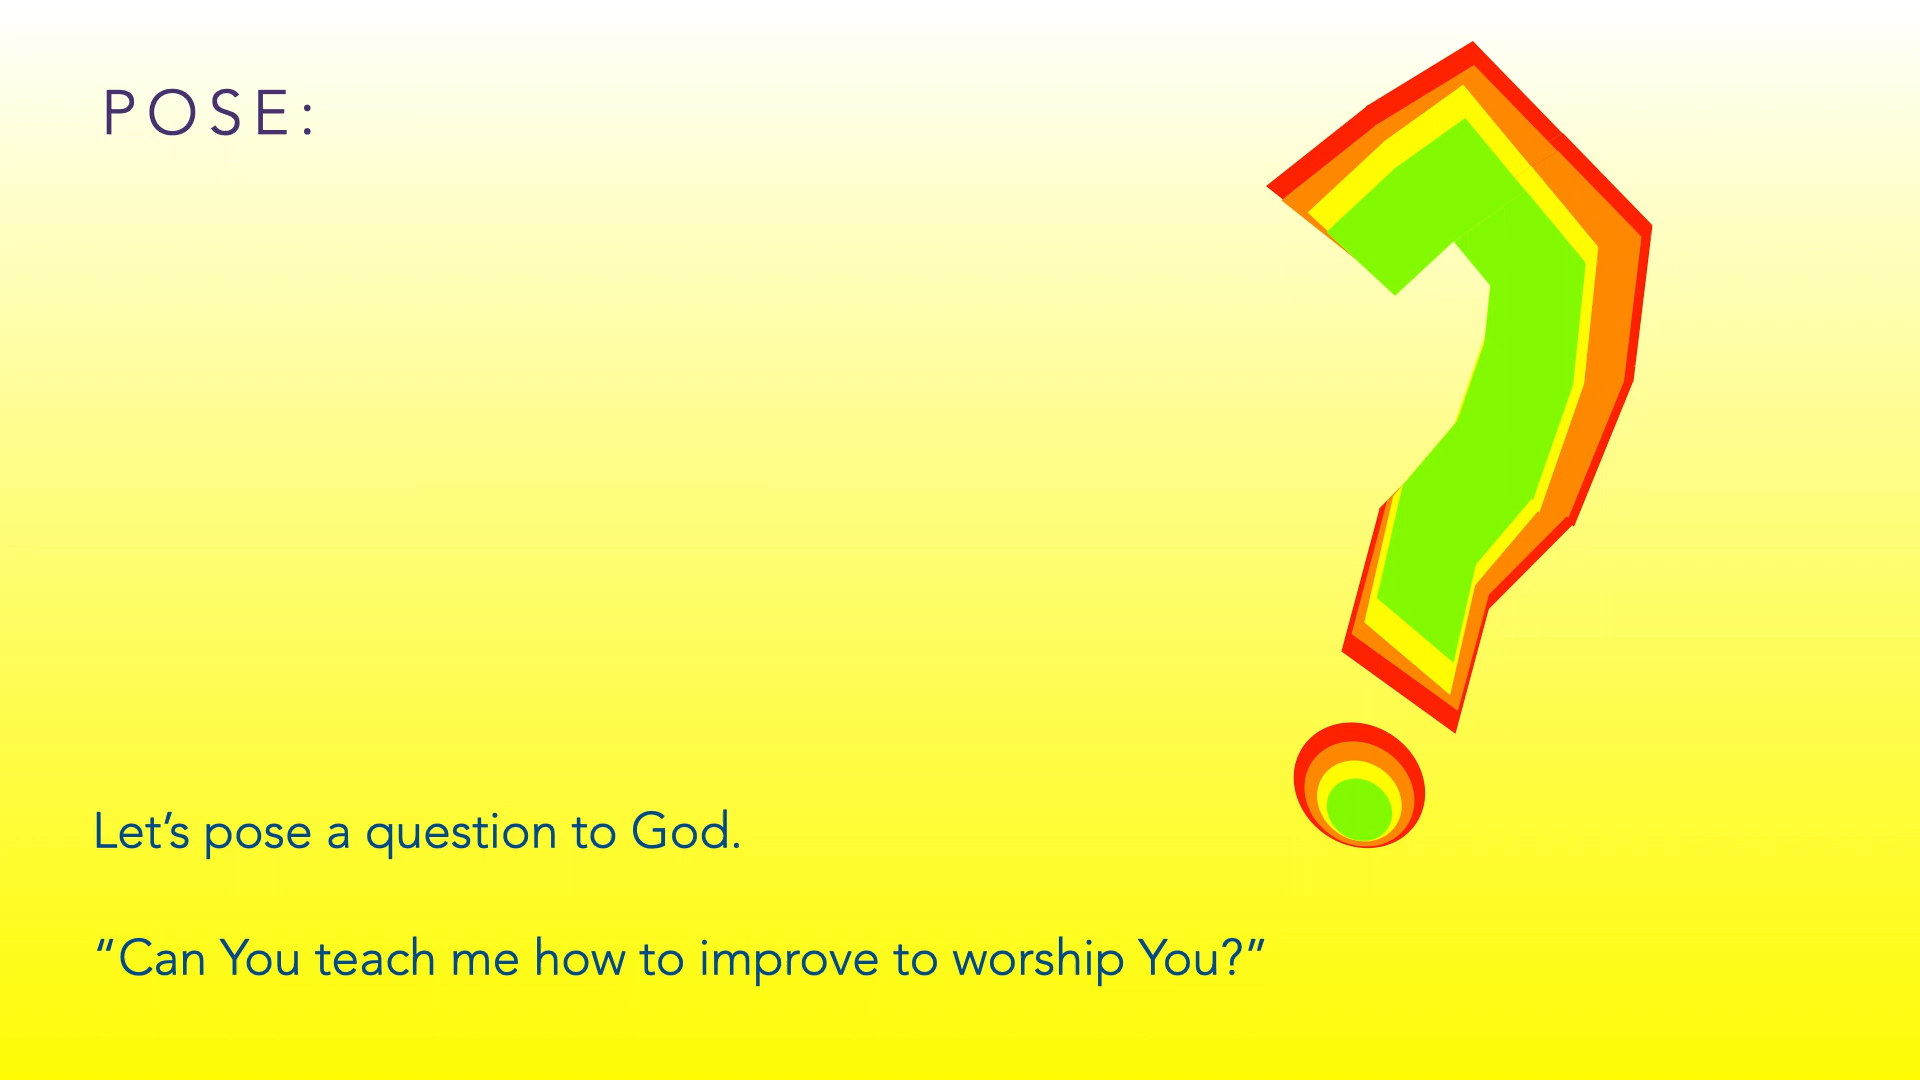 POSE:
Let’s pose a question to God.
“Can You teach me how to improve to worship You?”